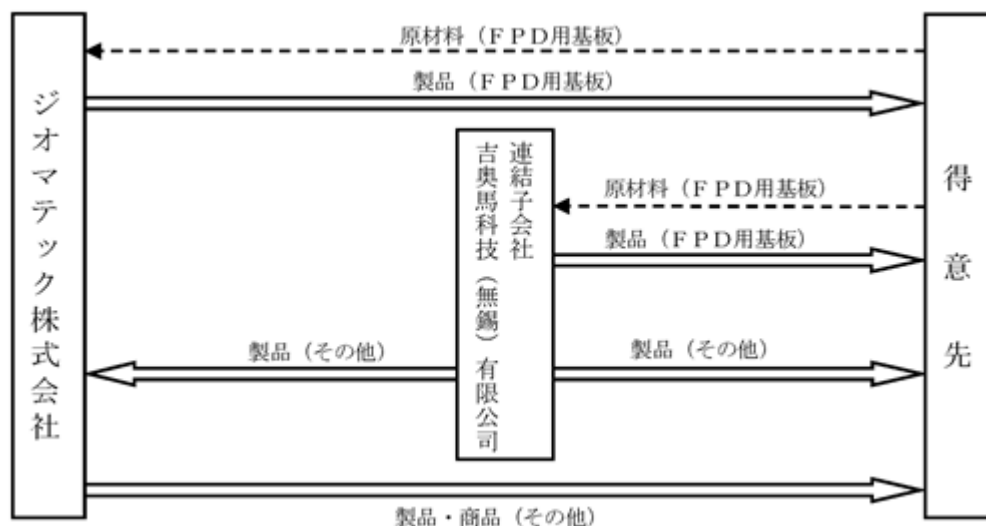 原材料（ＦＰＤ用基板）
製品（ＦＰＤ用基板）
ジオマテック株式会社
連結子会社
吉奥馬科技（無錫）有限公司
得意先
原材料（ＦＰＤ用基板）
製品（ＦＰＤ用基板）
製品（その他）
製品（その他）
製品・商品（その他）